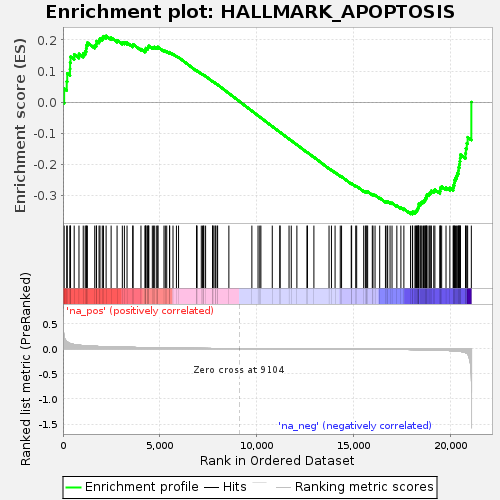 Enrichment plot: HALLMARK_APOPTOSIS
Enrichment score (ES)
0.2
0.1
0.0
-0.1
-0.2
-0.3
'na_pos' (positively correlated)
Ranked list metric (PreRanked)
0.5
0.0
-0.5
-1.0
-1.5
Zero cross at 9104
'na_neg' (negatively correlated)
0
5,000
10,000
15,000
20,000
Rank in Ordered Dataset
Enrichment profile
Hits
Ranking metric scores